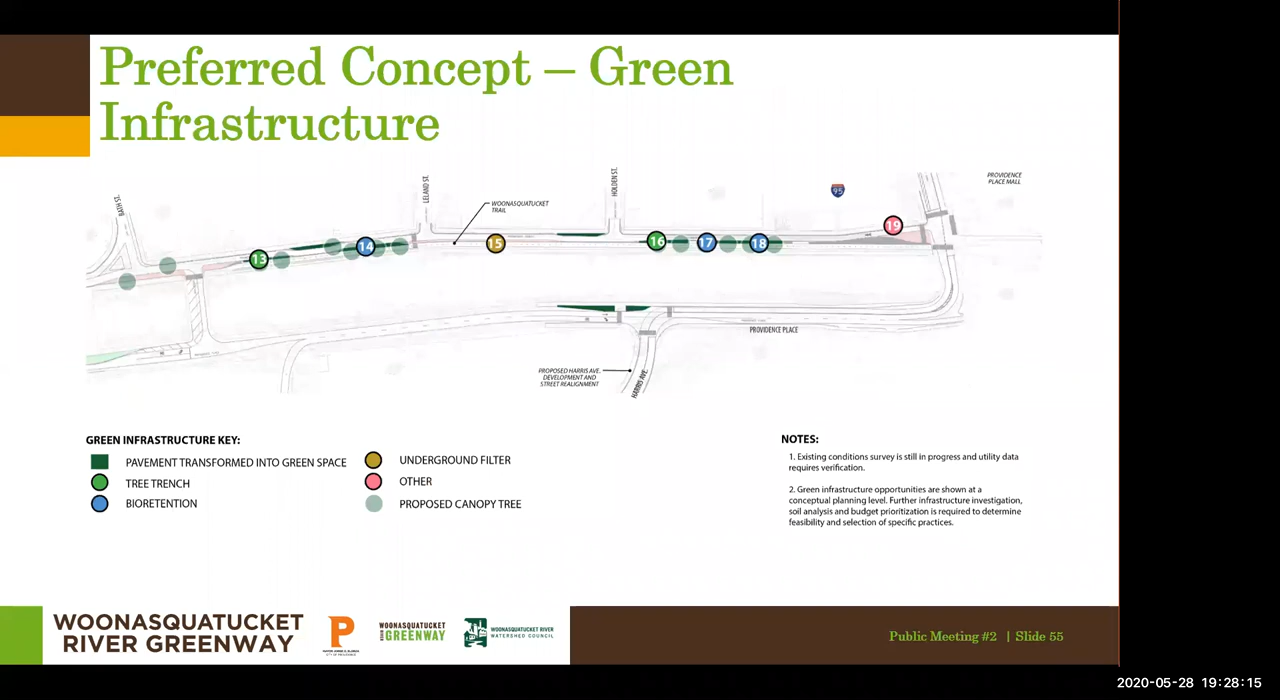 Preferred Concept – Green
Infrastructure
BATH ST.
LELAND ST.
WOONASQUATUCKET
TRAIL
HOLDEN ST.
95
PROVIDENCE
PLACE MALL
13
14
15
16
17
18
19
PROVIDENCE PLACE
PROPOSED HARRIS AVE.
DEVELOPMENT AND
STREET REALIGNMENT
HARRIS AVE.
GREEN INFRASTRUCTURE KEY:
PAVEMENT TRANSFORMED INTO GREEN SPACE
TREE TRENCH
BIORETENTION
UNDERGROUND FILTER
OTHER
PROPOSED CANOPY TREE
NOTES:
1. Existing conditions survey is still in progress and utility data
requires verification.
2. Green infrastructure opportunities are shown at a
conceptual planning level. Further infrastructure investigation,
soil analysis and budget prioritization is required to determine
feasibility and selection of specific practices.
WOONASQUATUCKET
RIVER GREENWAY
P
WOONASQUATUCKET
RIVER GREENWAY
WOONASQUATUCKET RIVER
WATERSHED COUNCIL
Public Meeting #2 | Slide 55
2020-05-28 19:28:15